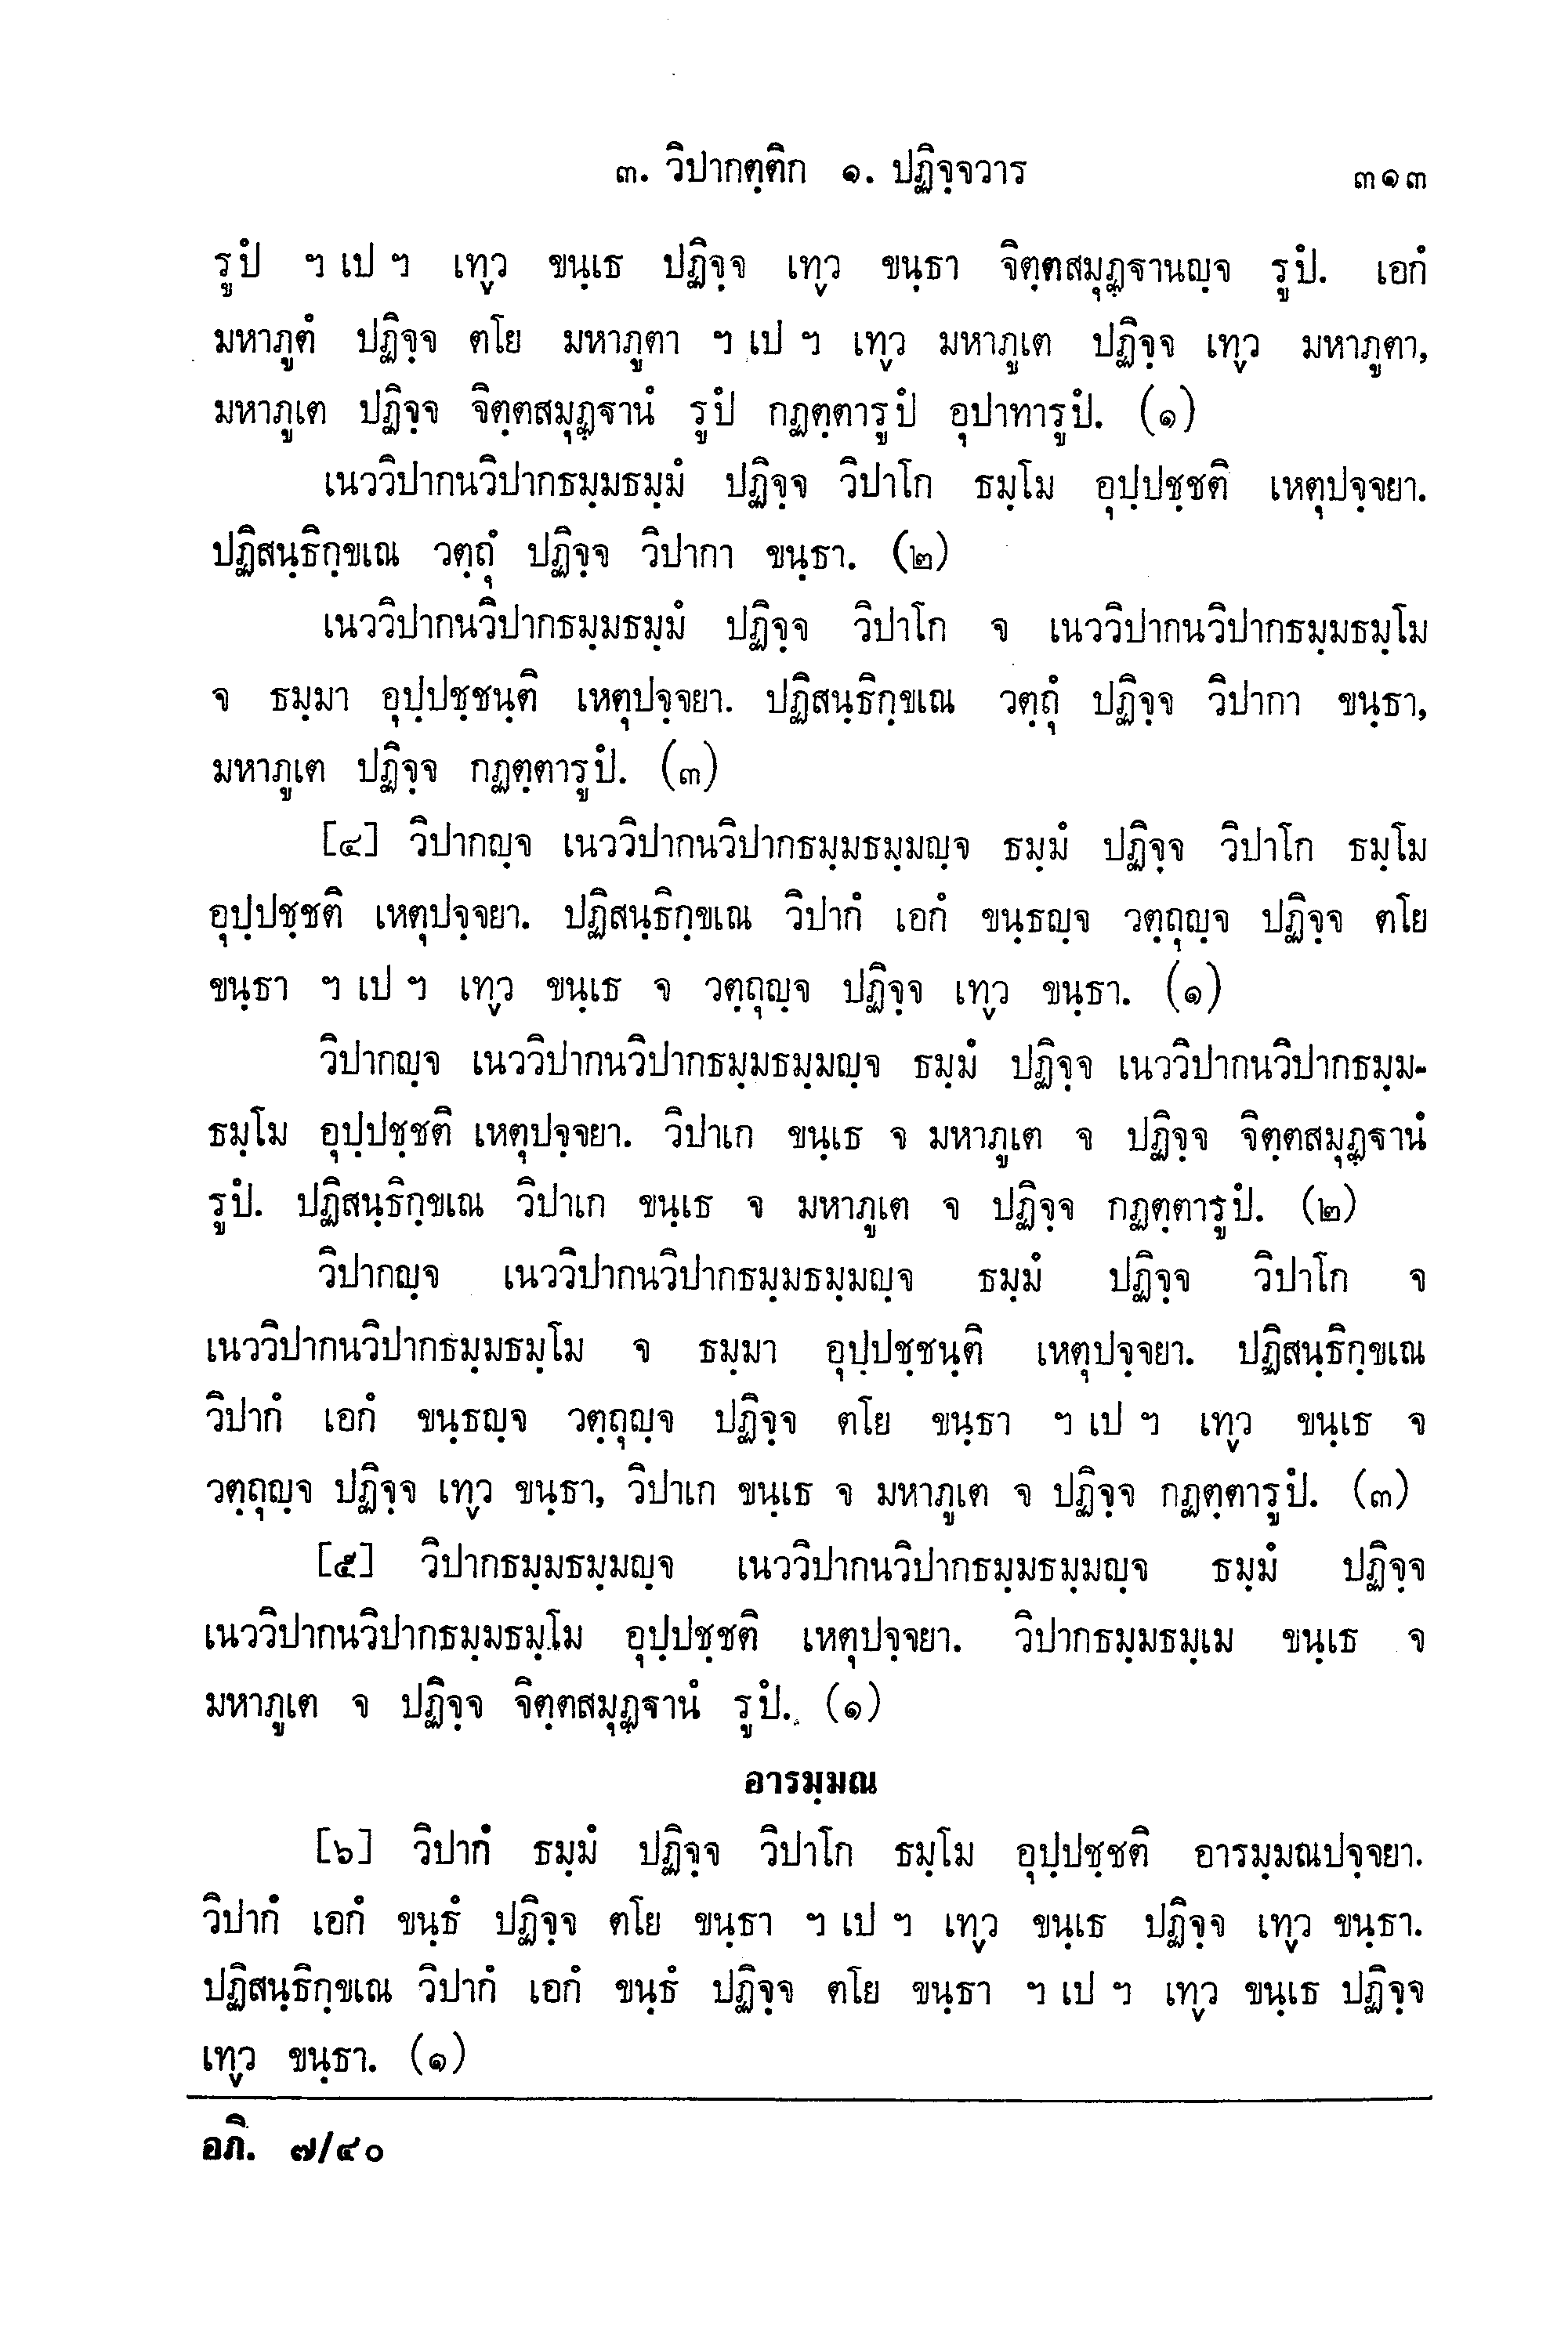 ๓. วิปากตฺติก ๑. ปฏิจฺจวาร ๓๑๓
รูปํ ฯ เป ฯ เทฺว ขนฺเธ ปฏิจฺจ เทฺว ขนฺธา จิตฺตสมุฏฺฐานญฺจ รูปํ. เอกํ
มหาภูตํ ปฏิจฺจ ตโย มหาภูตา ฯ เป ฯ เทฺว มหาภูเต ปฏิจฺจ เทฺว มหาภูตา,
มหาภูเต ปฏิจฺจ จิตฺตสมุฏฺฐานํ รูปํ กฏตฺตารูปํ อุปาทารูปํ. (๑)
เนววิปากนวิปากธมฺมธมฺมํ ปฏิจฺจ วิปาโก ธมฺโม อุปฺปชฺชติ เหตุปจฺจยา.
ปฏิสนฺธิกฺขเณ วตฺถุํ ปฏิจฺจ วิปากา ขนฺธา. (๒)
เนววิปากนวิปากธมฺมธมฺมํ ปฏิจฺจ วิปาโก จ เนววิปากนวิปากธมฺมธมฺโม
จ ธมฺมา อุปฺปชฺชนฺติ เหตุปจฺจยา. ปฏิสนฺธิกฺขเณ วตฺถุํ ปฏิจฺจ วิปากา ขนฺธา,
มหาภูเต ปฏิจฺจ กฏตฺตารูปํ. (๓)
[๔] วิปากญฺจ เนววิปากนวิปากธมฺมธมฺมญฺจ ธมฺมํ ปฏิจฺจ วิปาโก ธมฺโม
อุปฺปชฺชติ เหตุปจฺจยา. ปฏิสนฺธิกฺขเณ วิปากํ เอกํ ขนฺธญฺจ วตฺถุญฺจ ปฏิจฺจ ตโย
ขนฺธา ฯ เป ฯ เทฺว ขนฺเธ จ วตฺถุญฺจ ปฏิจฺจ เทฺว ขนฺธา. (๑)
วิปากญฺจ เนววิปากนวิปากธมฺมธมฺมญฺจ ธมฺมํ ปฏิจฺจ เนววิปากนวิปากธมฺม-
ธมฺโม อุปฺปชฺชติ เหตุปจฺจยา. วิปาเก ขนฺเธ จ มหาภูเต จ ปฏิจฺจ จิตฺตสมุฏฺฐานํ
รูปํ. ปฏิสนฺธิกฺขเณ วิปาเก ขนฺเธ จ มหาภูเต จ ปฏิจฺจ กฏตฺตารูปํ. (๒)
วิปากญฺจ เนววิปากนวิปากธมฺมธมฺมญฺจ ธมฺมํ ปฏิจฺจ วิปาโก จ
เนววิปากนวิปากธมฺมธมฺโม จ ธมฺมา อุปฺปชฺชนฺติ เหตุปจฺจยา. ปฏิสนฺธิกฺขเณ
วิปากํ เอกํ ขนฺธญฺจ วตฺถุญฺจ ปฏิจฺจ ตโย ขนฺธา ฯ เป ฯ เทฺว ขนฺเธ จ
วตฺถุญฺจ ปฏิจฺจ เทฺว ขนฺธา, วิปาเก ขนฺเธ จ มหาภูเต จ ปฏิจฺจ กฏตฺตารูปํ. (๓)
[๕] วิปากธมฺมธมฺมญฺจ เนววิปากนวิปากธมฺมธมฺมญฺจ ธมฺมํ ปฏิจฺจ
เนววิปากนวิปากธมฺมธมฺโม อุปฺปชฺชติ เหตุปจฺจยา. วิปากธมฺมธมฺเม ขนฺเธ จ
มหาภูเต จ ปฏิจฺจ จิตฺตสมุฏฺฐานํ รูปํ. (๑)
อารมฺมณ
[๖] วิปากํ ธมฺมํ ปฏิจฺจ วิปาโก ธมฺโม อุปฺปชฺชติ อารมฺมณปจฺจยา.
วิปากํ เอกํ ขนฺธํ ปฏิจฺจ ตโย ขนฺธา ฯ เป ฯ เทฺว ขนฺเธ ปฏิจฺจ เทฺว ขนฺธา.
ปฏิสนฺธิกฺขเณ วิปากํ เอกํ ขนฺธํ ปฏิจฺจ ตโย ขนฺธา ฯ เป ฯ เทฺว ขนฺเธ ปฏิจฺจ
เทฺว ขนฺธา. (๑)
อภิ. ๗/๔๐